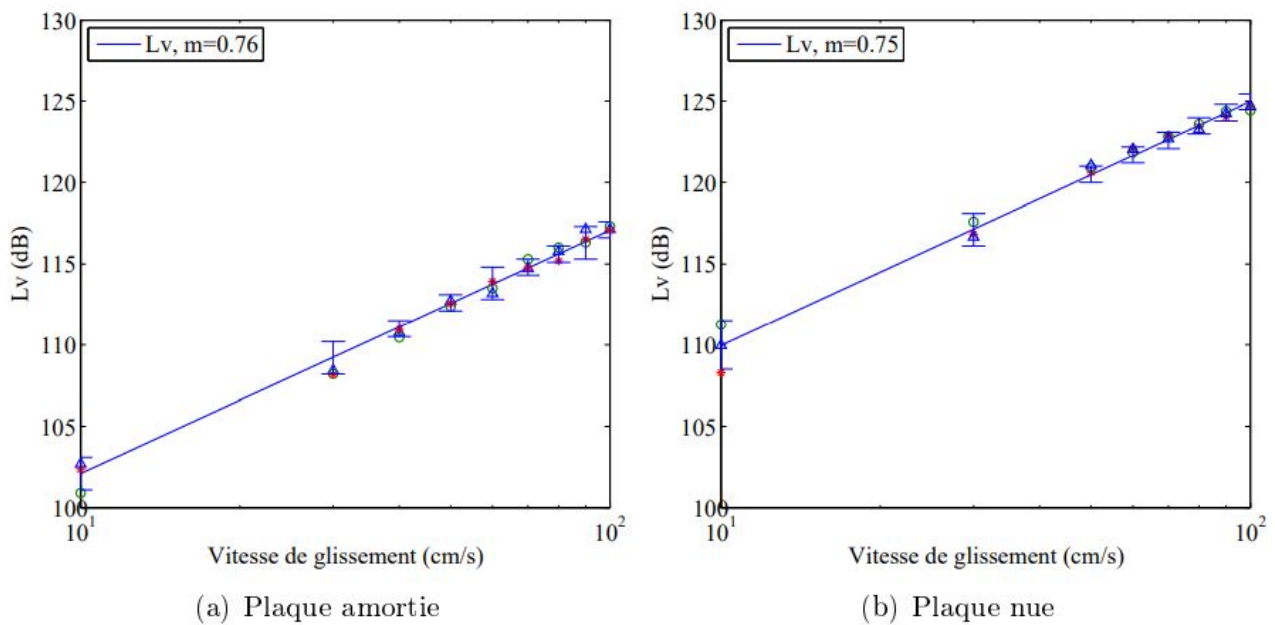 130
125
120
115
110
105
100
Lv (dB)
Lv, m=0.76
10¹
10²
Vitesse de glissement (cm/s)
(a) Plaque amortie
130
125
120
115
110
105
100
Lv (dB)
Lv, m=0.75
10¹
10²
Vitesse de glissement (cm/s)
(b) Plaque nue